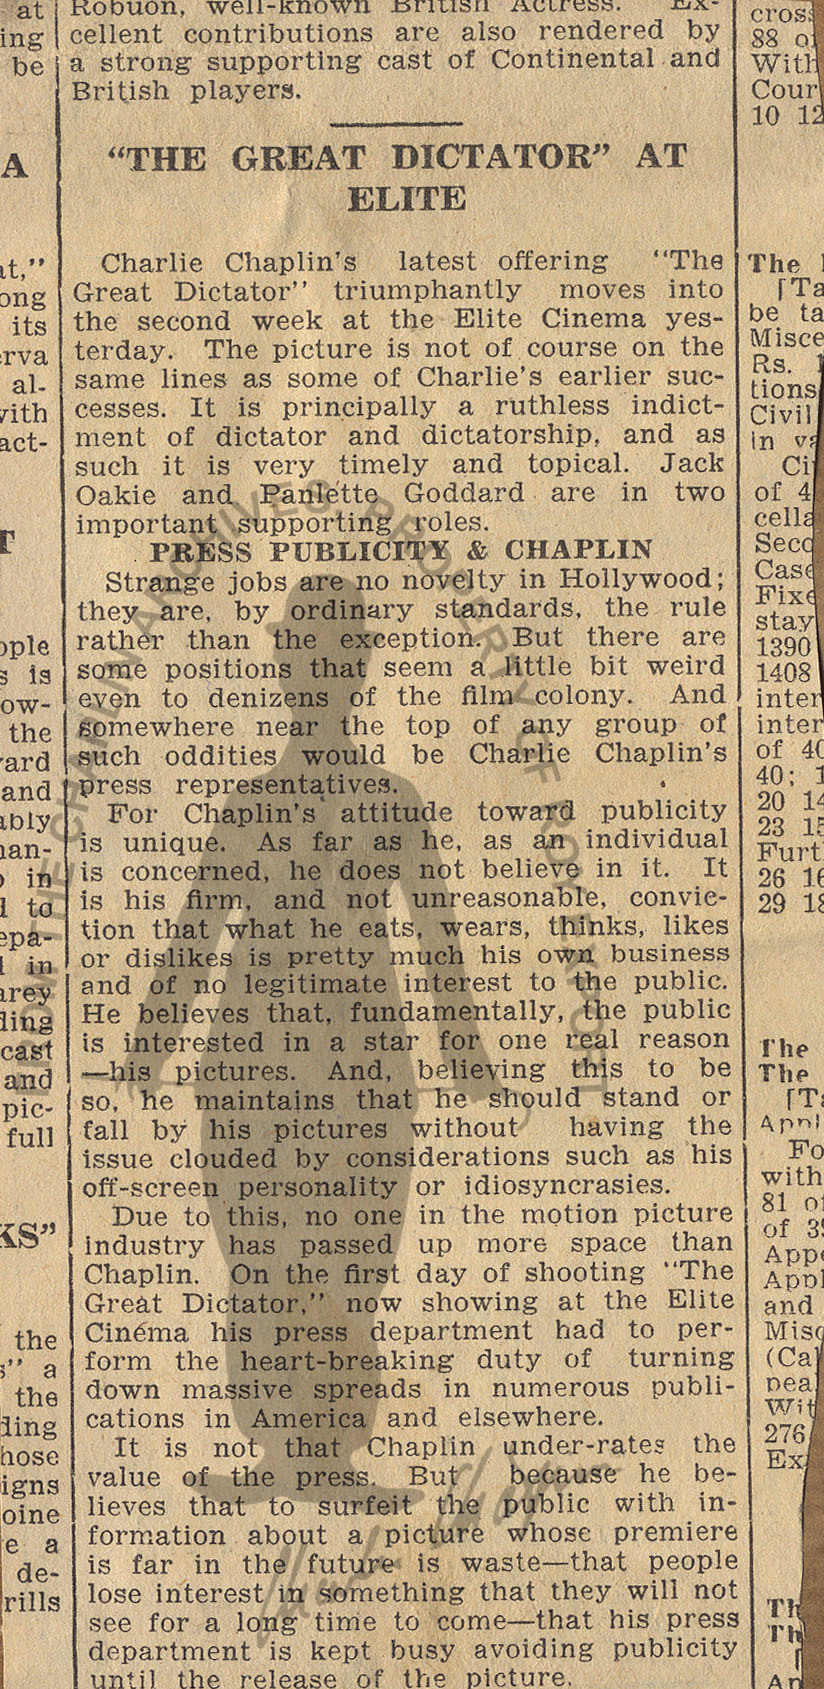 Robuon, well-known British Actress. Ex-
cellent contributions are also rendered by
a strong supporting cast of Continental and
British players.
"THE GREAT DICTATOR" AT
ELITE
Charlie Chaplin's latest offering "The
Great Dictator" triumphantly moves into
the second week at the Elite Cinema yes-
terday. The picture is not of course on the
same lines as some of Charlie's earlier suc-
cesses. It is principally a ruthless indict-
ment of dictator and dictatorship, and as
such it is very timely and topical. Jack
Oakie and Panlette Goddard are in two
important supporting roles.
PRESS PUBLICITY & CHAPLIN
Strange jobs are no novelty in Hollywood;
they are, by ordinary standards, the rule
rather than the exception. But there are
some positions that seem a little bit weird
even to denizens of the film colony. And
somewhere near the top of any group of
such oddities would be Charlie Chaplin's
press representatives.
For Chaplin's attitude toward publicity
is unique. As far as he, as an individual
is concerned, he does not believe in it. It
is his firm, and not unreasonable, convic-
tion that what he eats, wears, thinks, likes
or dislikes is pretty much his own business
and of no legitimate interest to the public.
He believes that, fundamentally, the public
is interested in a star for one real reason
—his pictures. And, believing this to be
so, he maintains that he should stand or
fall by his pictures without having the
issue clouded by considerations such as his
off-screen personality or idiosyncrasies.
Due to this, no one in the motion picture
industry has passed up more space than
Chaplin. On the first day of shooting "The
Great Dictator," now showing at the Elite
Cinema his press department had to per-
form the heart-breaking duty of turning
down massive spreads in numerous publi-
cations in America and elsewhere.
It is not that Chaplin under-rates the
value of the press. But because he be-
lieves that to surfeit the public with in-
formation about a picture whose premiere
is far in the future is waste—that people
lose interest in something that they will not
see for a long time to come—that his press
department is kept busy avoiding publicity
until the release of the picture.